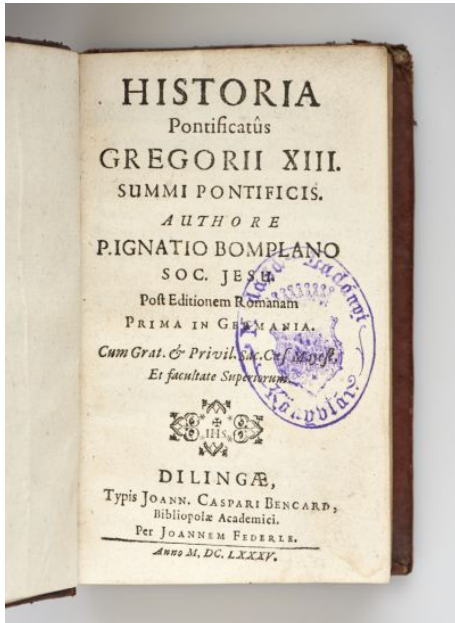 HISTORIA
Pontificatûs
GREGORII XIII.
SUMMI PONTIFICIS.
AUTHORE
P. IGNATIO BOMPLANO
SOC. JESU.
Post Editionem Romanam
PRIMA IN GERMANIA.
Cum Grat. & Privil. Sac. Cæs. Majest.
Et facultate Superiorum.
IHS
DILINGÆ,
Typis JOANN. CASPARI BENCARD,
Bibliopolæ Academici.
Per JOANNEM FEDERLE.
Anno M, DC. LXXXV.
Könyvtár